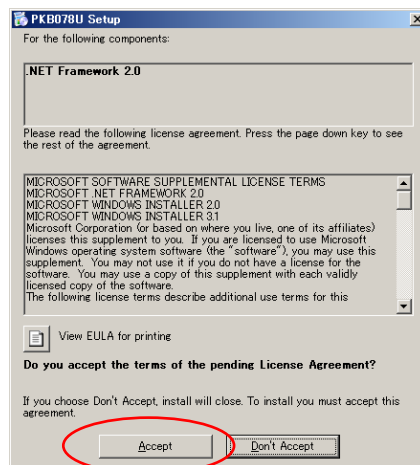 PKB078U Setup
For the following components:
.NET Framework 2.0
Please read the following license agreement. Press the page down key to see
the rest of the agreement.
MICROSOFT SOFTWARE SUPPLEMENTAL LICENSE TERMS
MICROSOFT .NET FRAMEWORK 2.0
MICROSOFT WINDOWS INSTALLER 2.0
MICROSOFT WINDOWS INSTALLER 3.1
Microsoft Corporation (or based on where you live, one of its affiliates)
licenses this supplement to you.  If you are licensed to use Microsoft
Windows operating system software (the "software"), you may use this
supplement.  You may not use it if you do not have a license for the
software.  You may use a copy of this supplement with each validly
licensed copy of the software.
The following license terms describe additional use terms for this
View EULA for printing
Do you accept the terms of the pending License Agreement?
If you choose Don't Accept, install will close. To install you must accept this
agreement.
Accept
Don't Accept